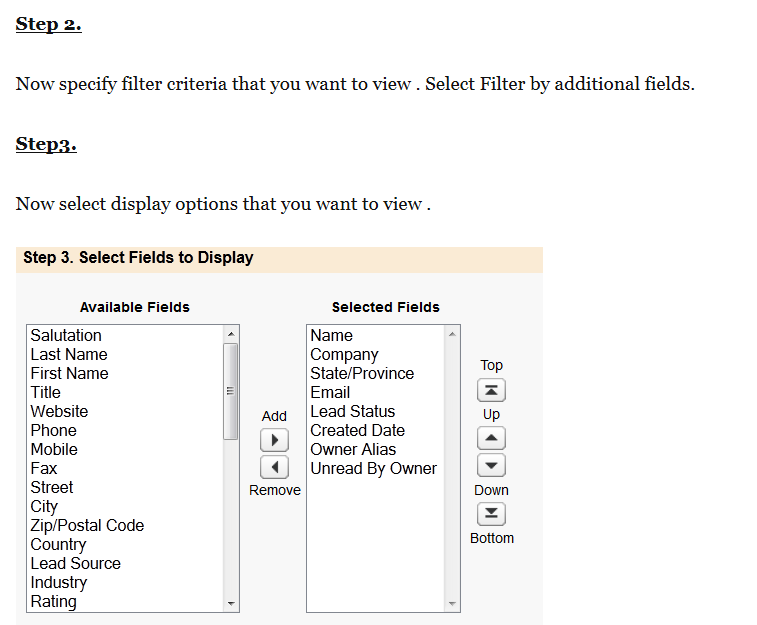 Step 2.
Now specify filter criteria that you want to view . Select Filter by additional fields.
Step3.
Now select display options that you want to view .
Step 3. Select Fields to Display
Available Fields
Salutation
Last Name
First Name
Title
Website
Phone
Mobile
Fax
Street
City
Zip/Postal Code
Country
Lead Source
Industry
Rating
Add
Remove
Selected Fields
Name
Company
State/Province
Email
Lead Status
Created Date
Owner Alias
Unread By Owner
Top
Up
Down
Bottom